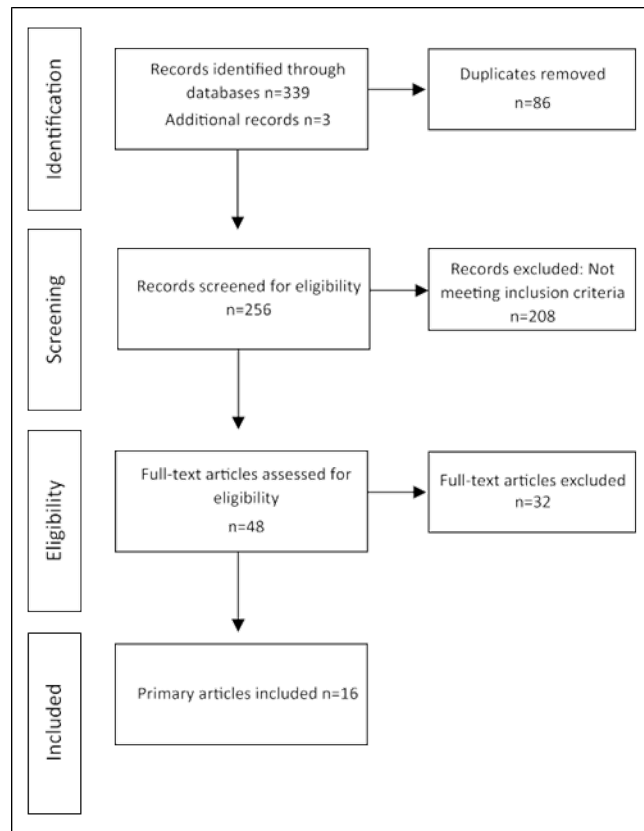 Identification
Records identified through
databases n=339
Additional records n=3
Duplicates removed
n=86
Screening
Records screened for eligibility
n=256
Records excluded: Not
meeting inclusion criteria
n=208
Eligibility
Full-text articles assessed for
eligibility
n=48
Full-text articles excluded
n=32
Included
Primary articles included n=16